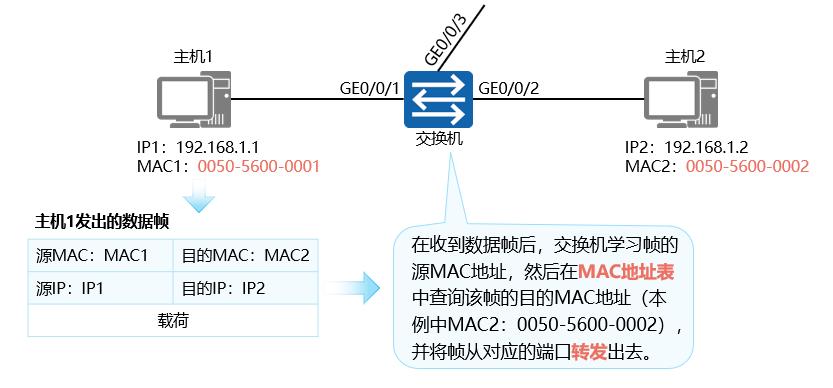 GE0/0/3
主机1
主机2
GE0/0/1
GE0/0/2
交换机
IP1：192.168.1.1
MAC1：0050-5600-0001
IP2：192.168.1.2
MAC2：0050-5600-0002
主机1发出的数据帧
源MAC：MAC1
目的MAC：MAC2
源IP：IP1
目的IP：IP2
载荷
在收到数据帧后，交换机学习帧的
源MAC地址，然后在MAC地址表
中查询该帧的目的MAC地址（本
例中MAC2：0050-5600-0002），
并将帧从对应的端口转发出去。